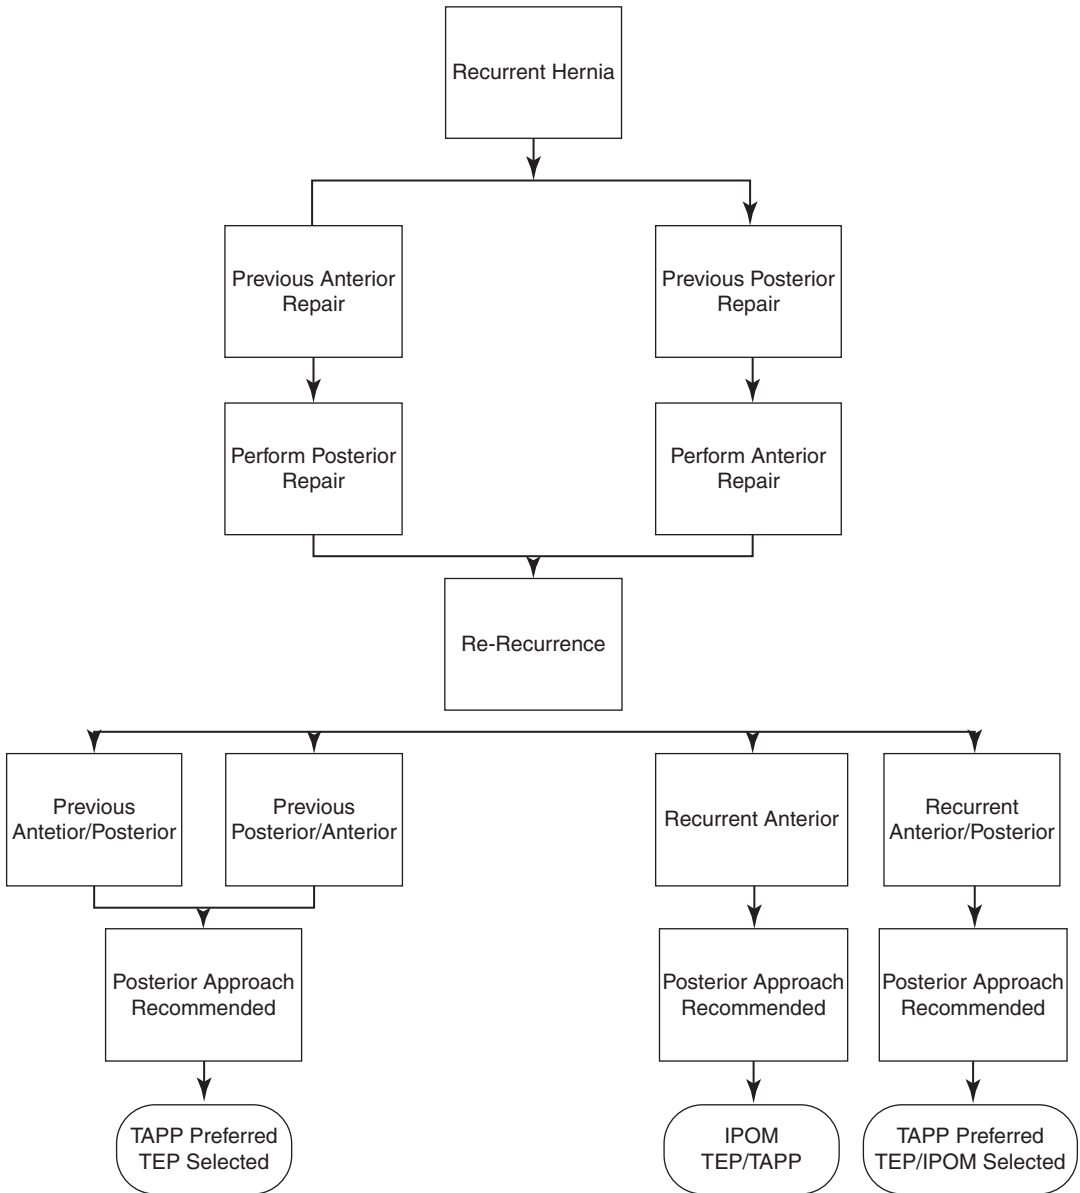 Recurrent Hernia
Previous Anterior
Repair
Previous Posterior
Repair
Perform Posterior
Repair
Perform Anterior
Repair
Re-Recurrence
Previous
Antetior/Posterior
Previous
Posterior/Anterior
Recurrent Anterior
Recurrent
Anterior/Posterior
Posterior Approach
Recommended
Posterior Approach
Recommended
Posterior Approach
Recommended
TAPP Preferred
TEP Selected
IPOM
TEP/TAPP
TAPP Preferred
TEP/IPOM Selected